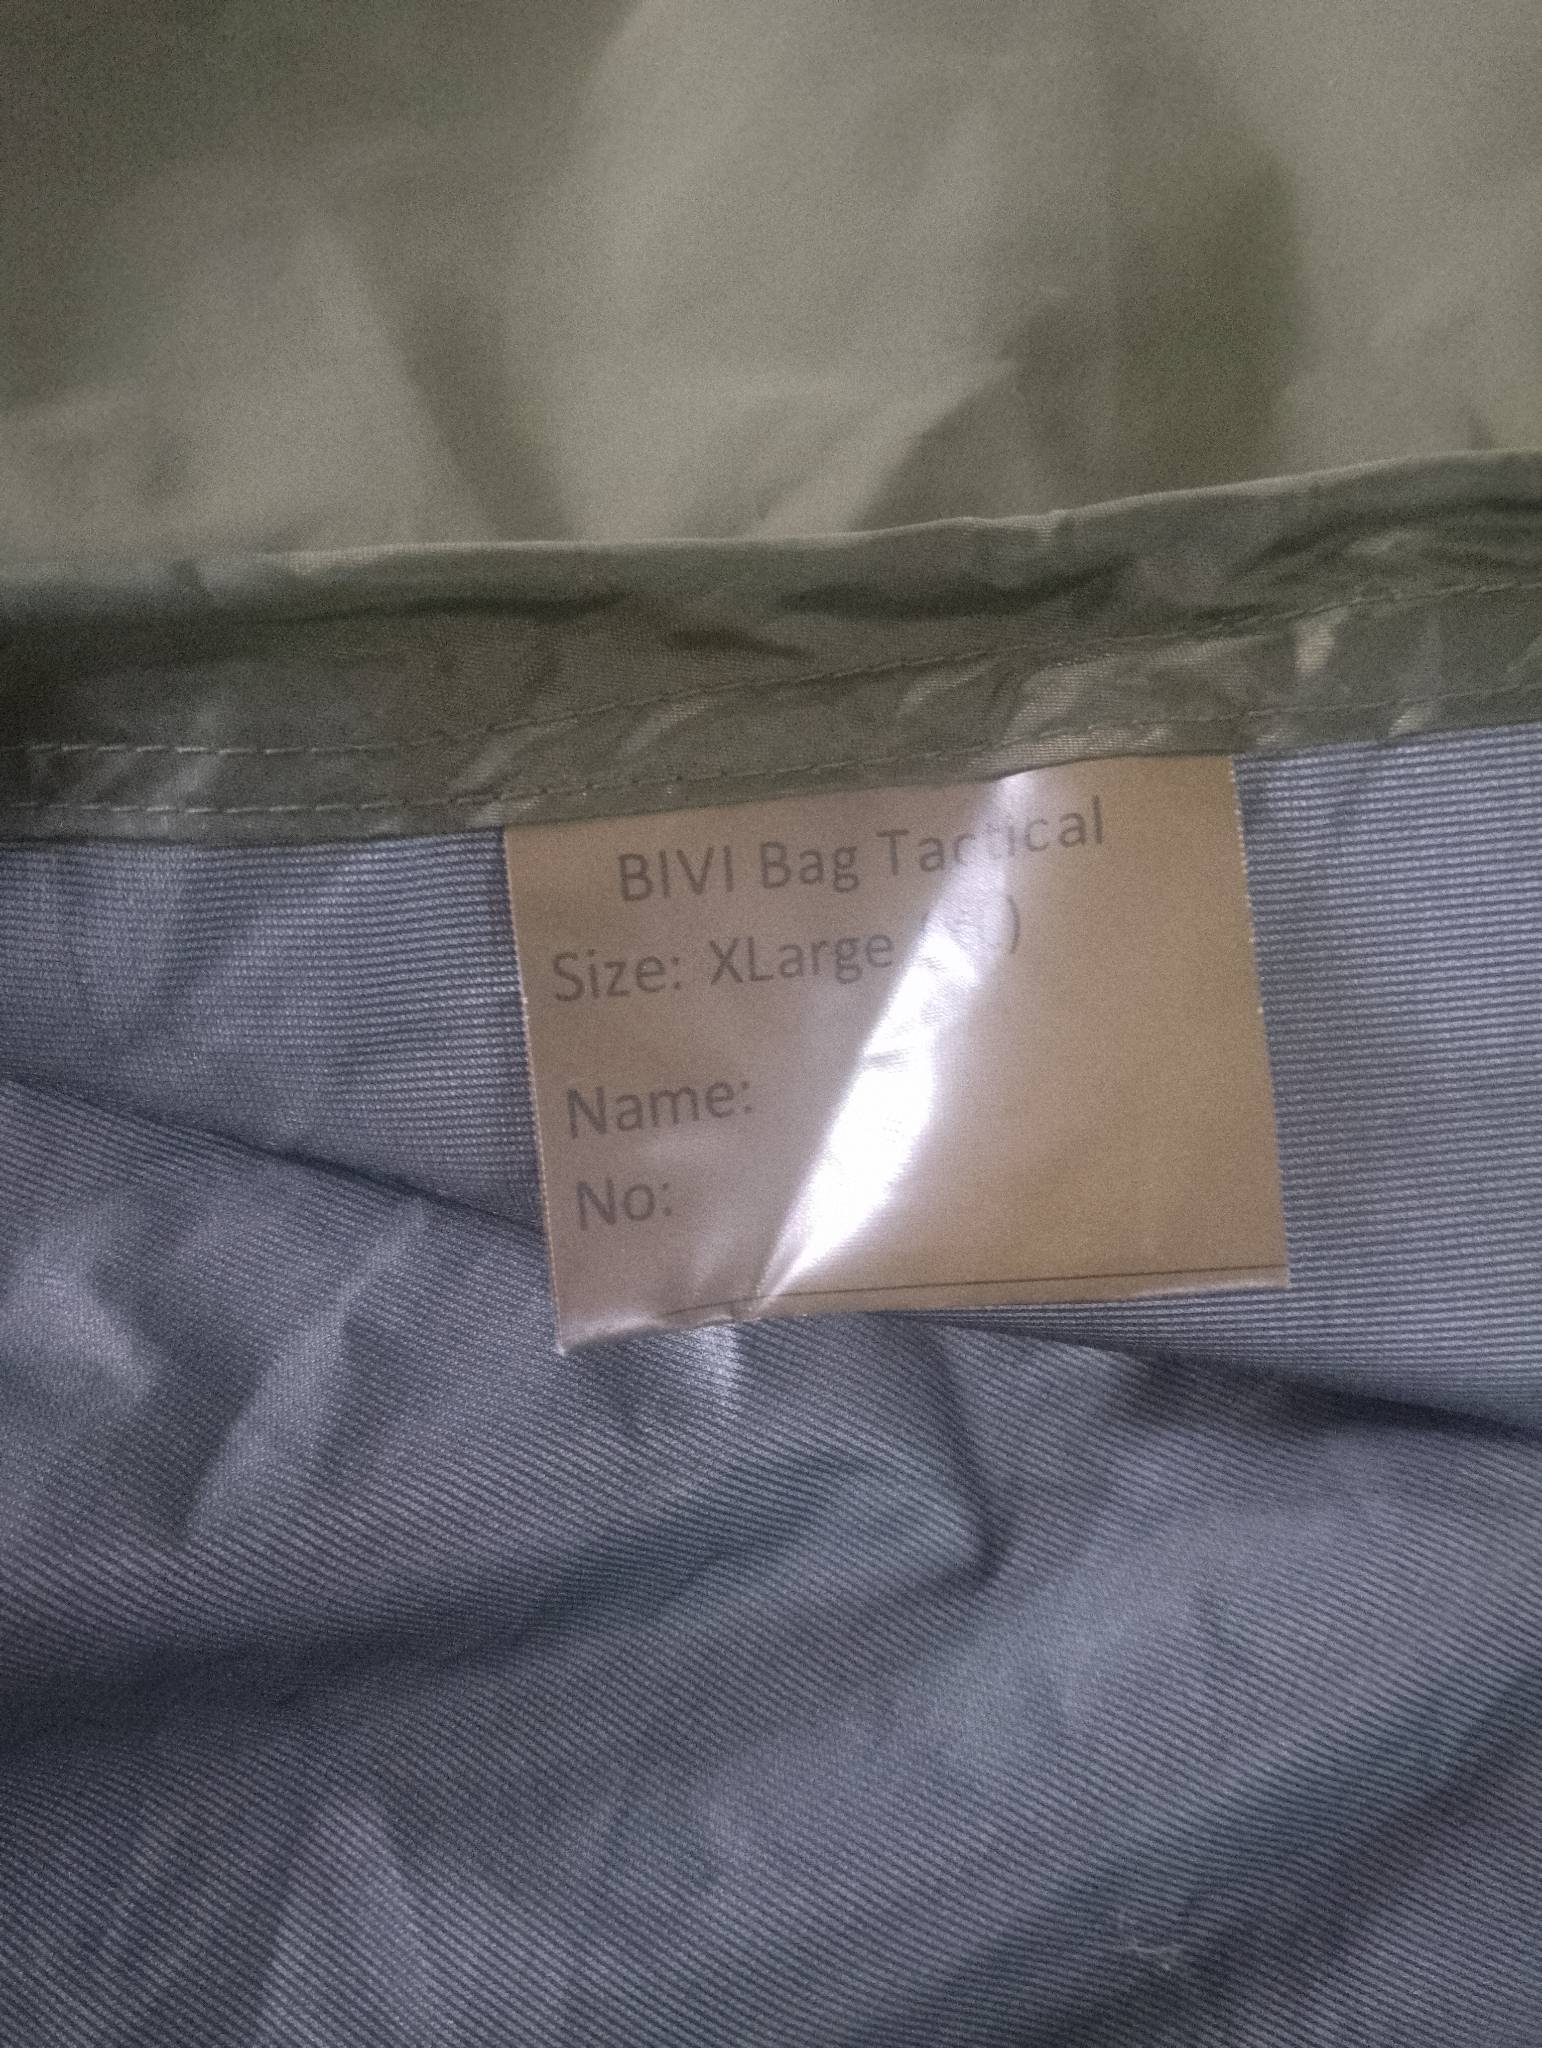 BIVI Bag Tactical
Size: XLarge
Name:
No: